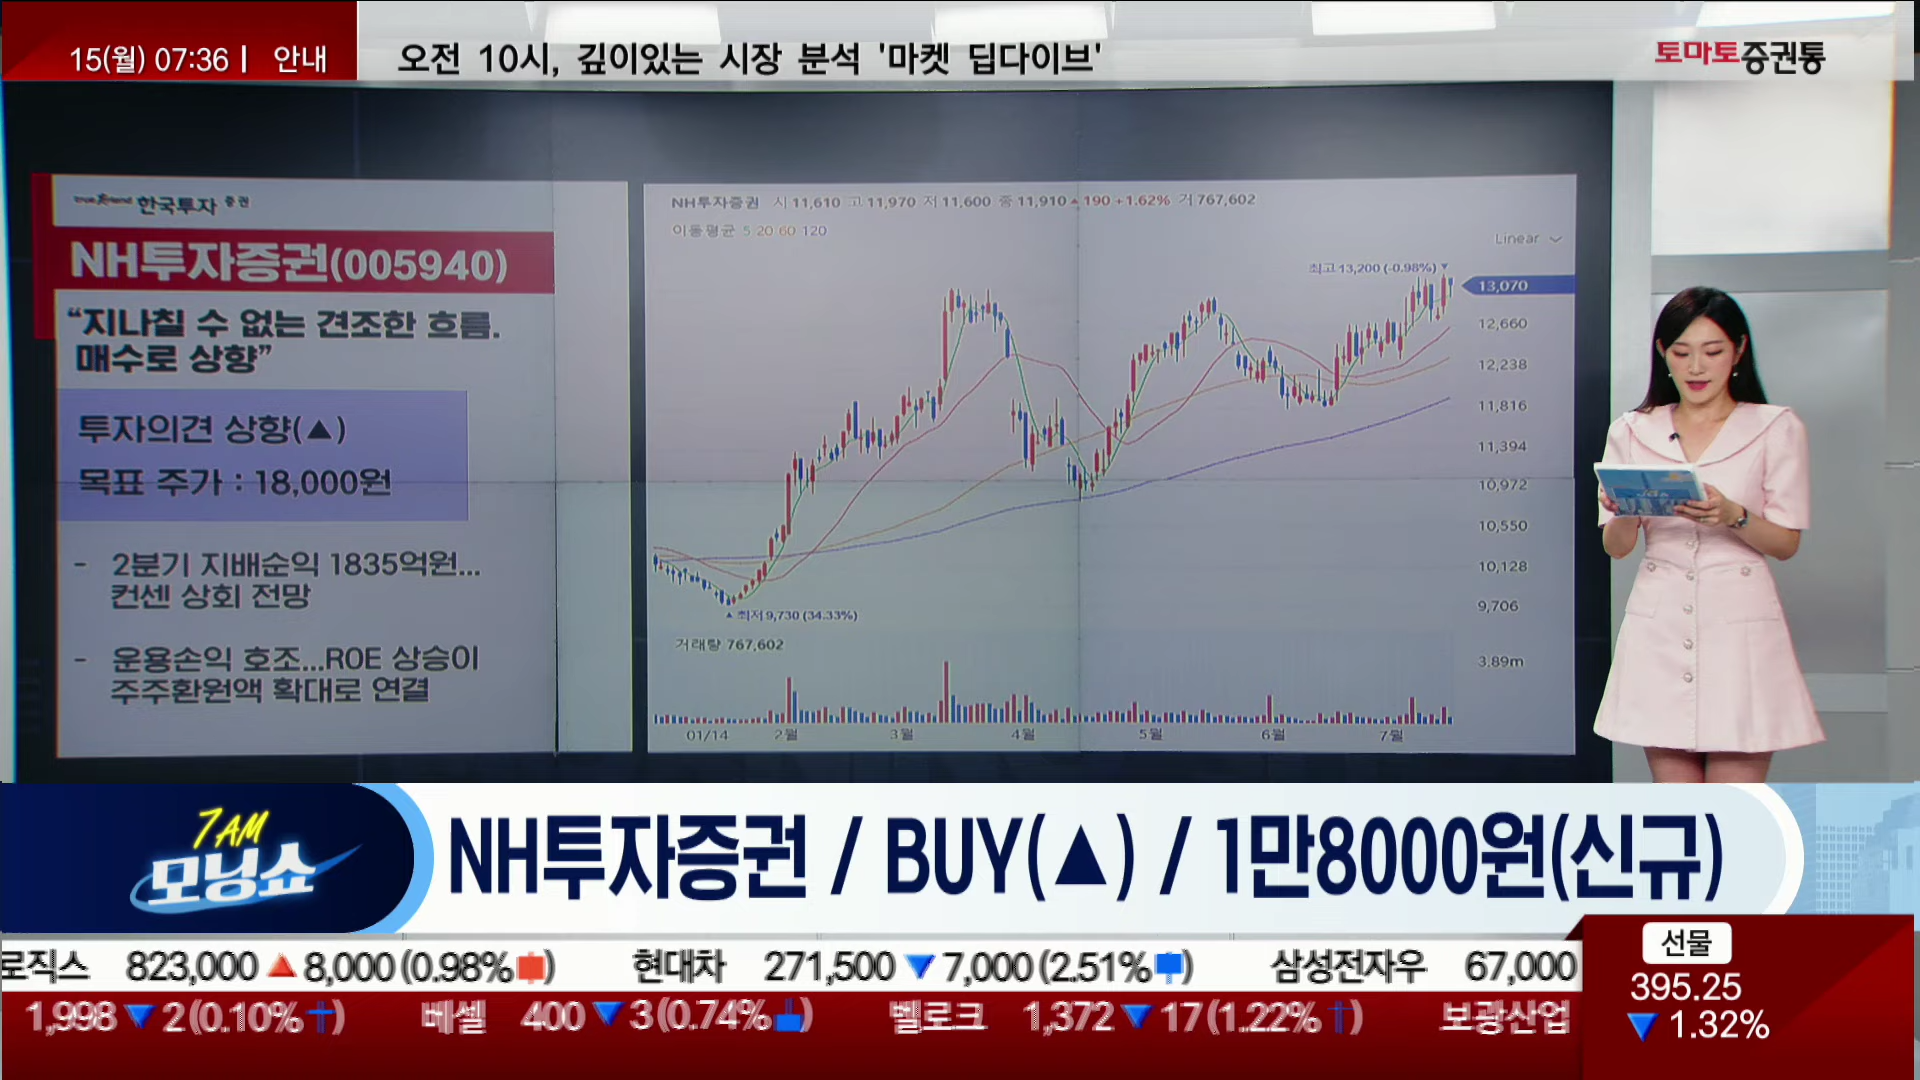 15(월) 07:36 | 안내
오전 10시, 깊이있는 시장 분석 '마켓 딥다이브'
토마토증권통
true friend 한국투자 증권
NH투자증권(005940)
“지나칠 수 없는 견조한 흐름.
매수로 상향”
투자의견 상향(▲)
목표 주가 : 18,000원
- 2분기 지배순익 1835억원...
컨센 상회 전망
- 운용손익 호조...ROE 상승이
주주환원액 확대로 연결
NH투자증권 시 11,610 고 11,970 저 11,600 종 11,910 ▲ 190 +1.62% 거 767,602
이동평균 5 20 60 120
Linear
최고 13,200 (-0.98%) ▼
13,070
12,660
12,238
11,816
11,394
10,972
10,550
10,128
9,706
▲ 최저 9,730 (34.33%)
거래량 767,602
3.89m
01/14 2월 3월 4월 5월 6월 7월
7AM
모닝쇼
NH투자증권 / BUY(▲) / 1만8000원(신규)
로직스 823,000 ▲ 8,000 (0.98%) 현대차 271,500 ▼ 7,000 (2.51%) 삼성전자우 67,000
1,998 ▼ 2 (0.10%) 베셀 400 ▼ 3 (0.74%) 벨로크 1,372 ▼ 17 (1.22%) 보광산업
선물
395.25
▼ 1.32%